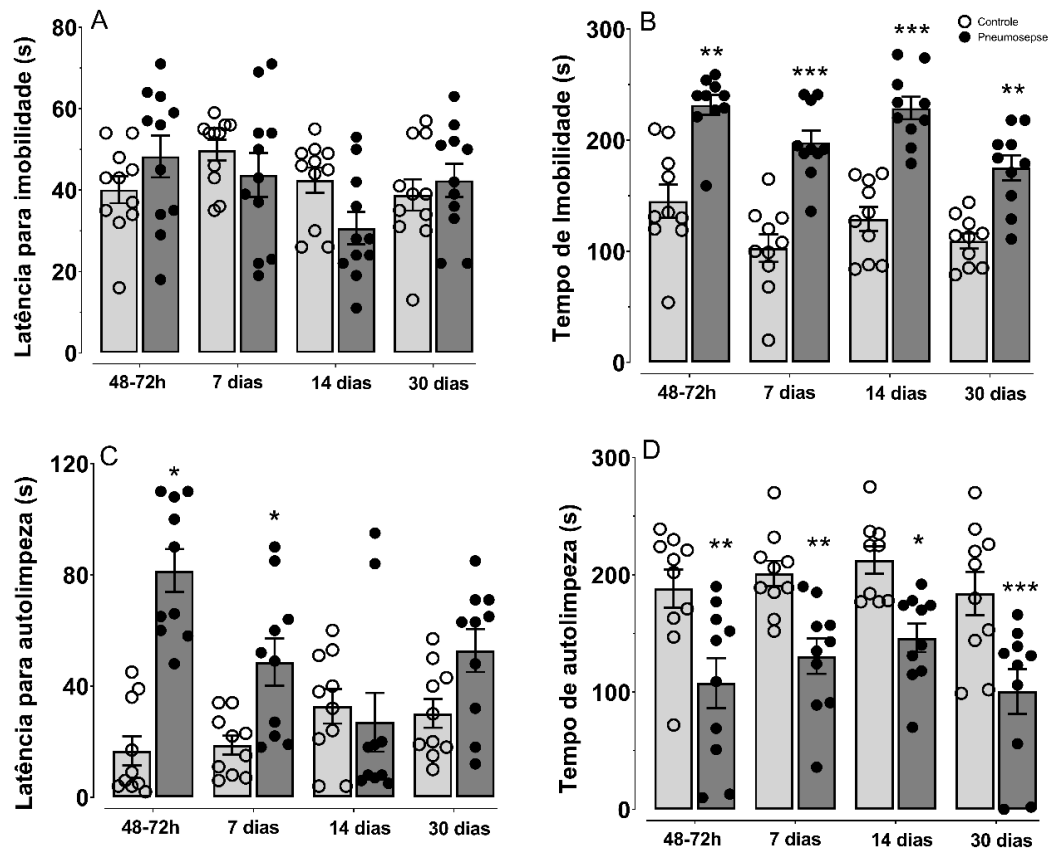 A
Latência para imobilidade (s)
80
60
40
20
0
48-72h 7 dias 14 dias 30 dias
B
Controle
Pneumosepse
Tempo de Imobilidade (s)
300
200
100
0
** *** *** **
48-72h 7 dias 14 dias 30 dias
C
Latência para autolimpeza (s)
120
80
40
0
* *
48-72h 7 dias 14 dias 30 dias
D
Tempo de autolimpeza (s)
300
200
100
0
** ** * ***
48-72h 7 dias 14 dias 30 dias